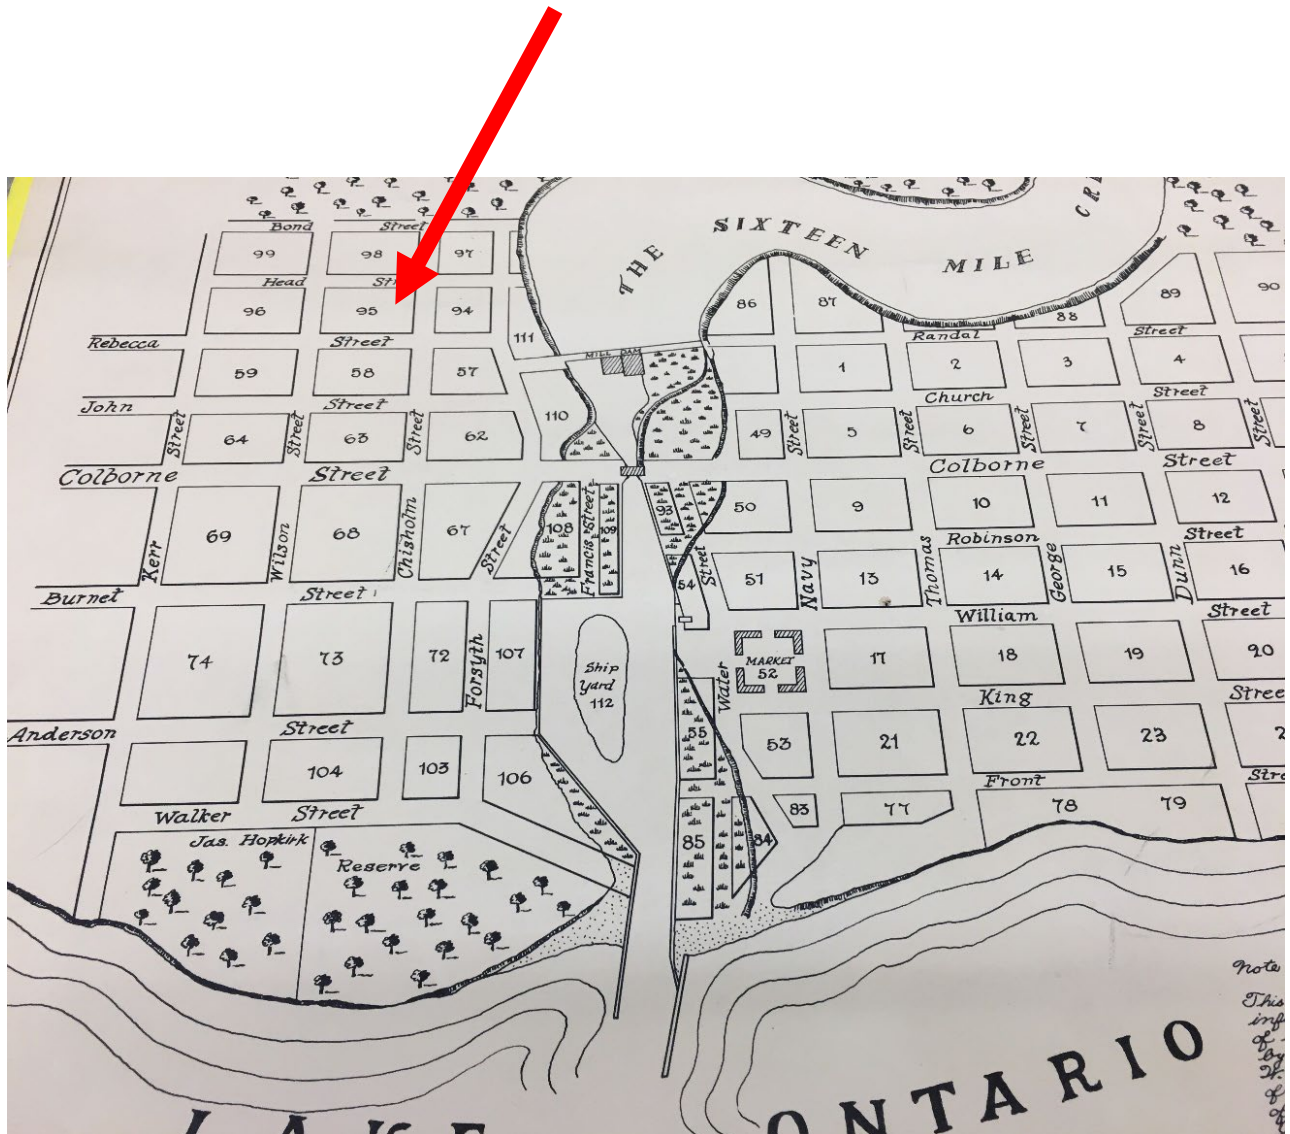 THE SIXTEEN MILE
Bond Street
99 98 97
Head
96 95 94 111
86 87 88 89 90
Rebecca Street
Randal Street
MILL DAM
59 58 57
1 2 3 4
John Street
Church Street
110
64 63 62
49 5 6 7 8
Street Street Street
Street Street Street Street Street
Colborne Street
Colborne Street
69 68 67
108 Francis Street 109
93 50 9 10 11 12
Kerr Wilson Chisholm Street
Robinson Street
Street Navy Thomas George Dunn
54 51 13 14 15 16
Burnet Street
William Street
74 73 72 Forsyth 107
Ship
Yard
112
MARKET
52
17 18 19 20
Water
King Stree
Anderson Street
55 53 21 22 23
104 103 106
Front Stre
83 77 78 79
Walker Street
85 84
Jas. Hopkirk
Reserve
Note
This
of
LAKE ONTARIO